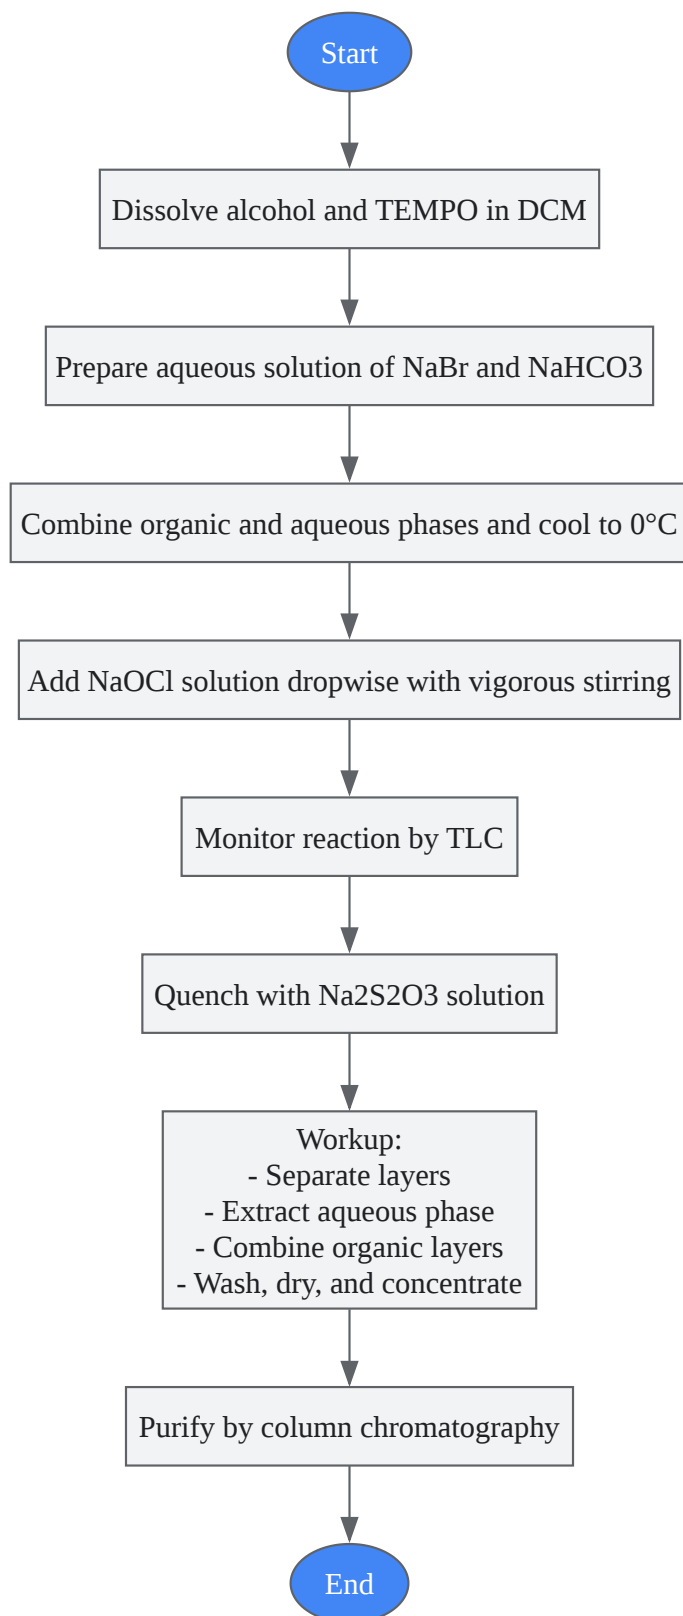 Start
Dissolve alcohol and TEMPO in DCM
Prepare aqueous solution of NaBr and NaHCO3
Combine organic and aqueous phases and cool to 0°C
Add NaOCl solution dropwise with vigorous stirring
Monitor reaction by TLC
Quench with Na2S2O3 solution
Workup:
- Separate layers
- Extract aqueous phase
- Combine organic layers
- Wash, dry, and concentrate
Purify by column chromatography
End